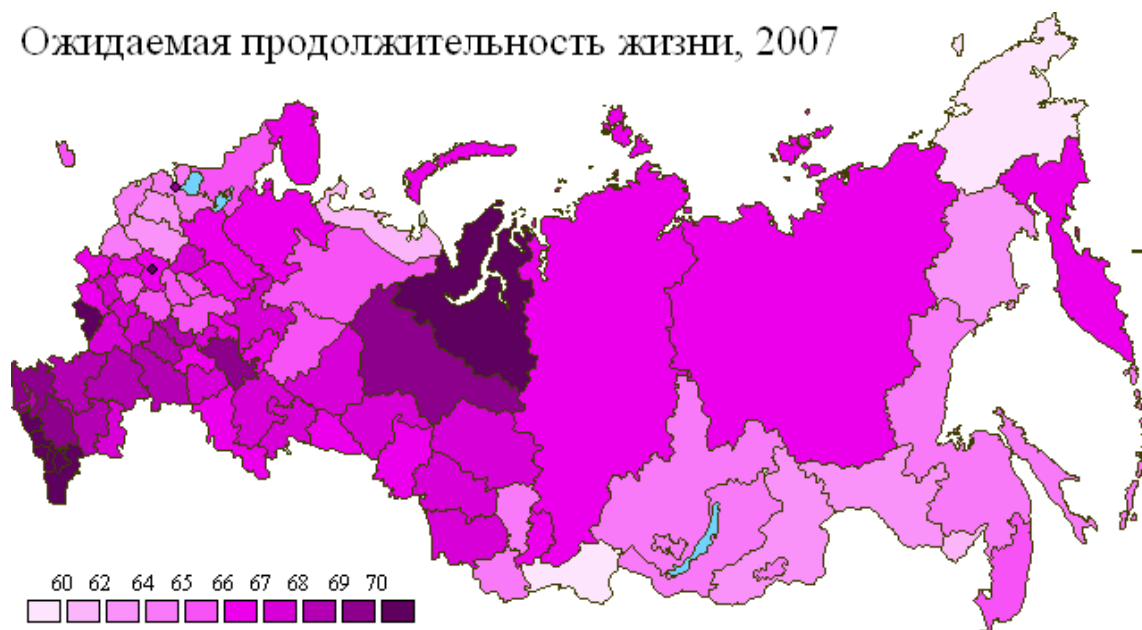 Ожидаемая продолжительность жизни, 2007
60 62 64 65 66 67 68 69 70